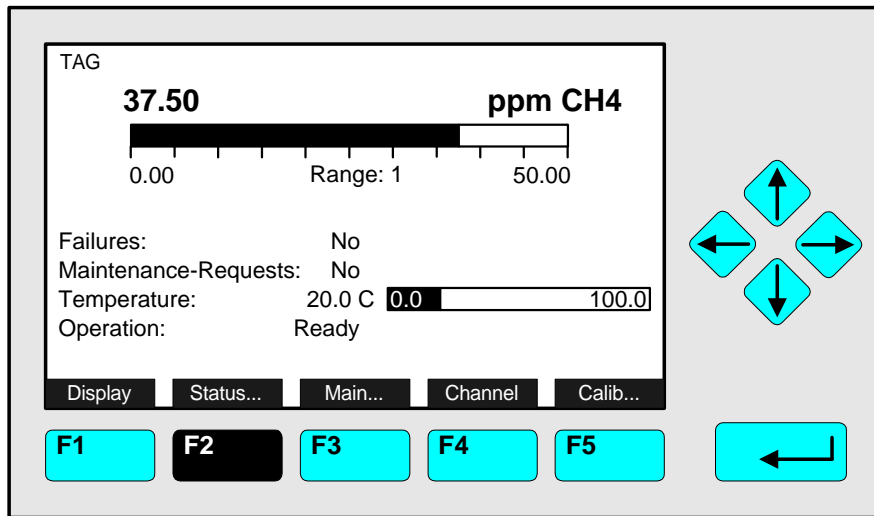 TAG
37.50 ppm CH4
0.00 Range: 1 50.00
Failures: No
Maintenance-Requests: No
Temperature: 20.0 C 0.0 100.0
Operation: Ready
Display Status... Main... Channel Calib...
F1 F2 F3 F4 F5